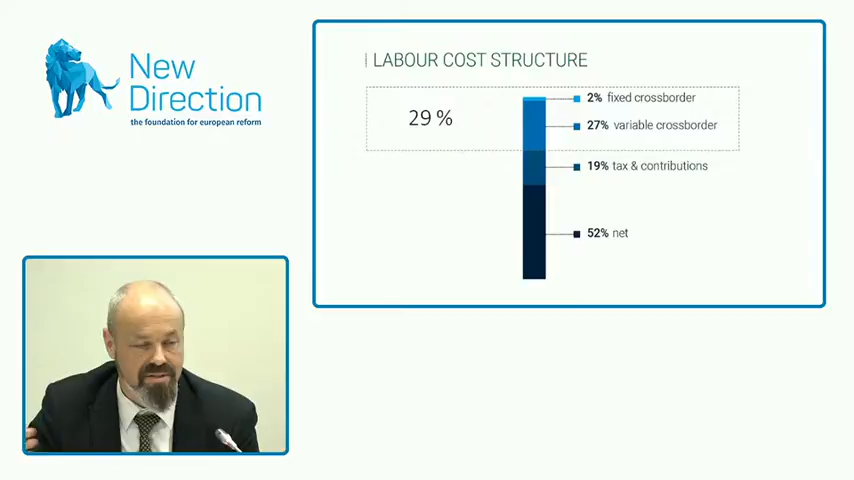 New
Direction
the foundation for european reform
LABOUR COST STRUCTURE
29 %
2% fixed crossborder
27% variable crossborder
19% tax & contributions
52% net